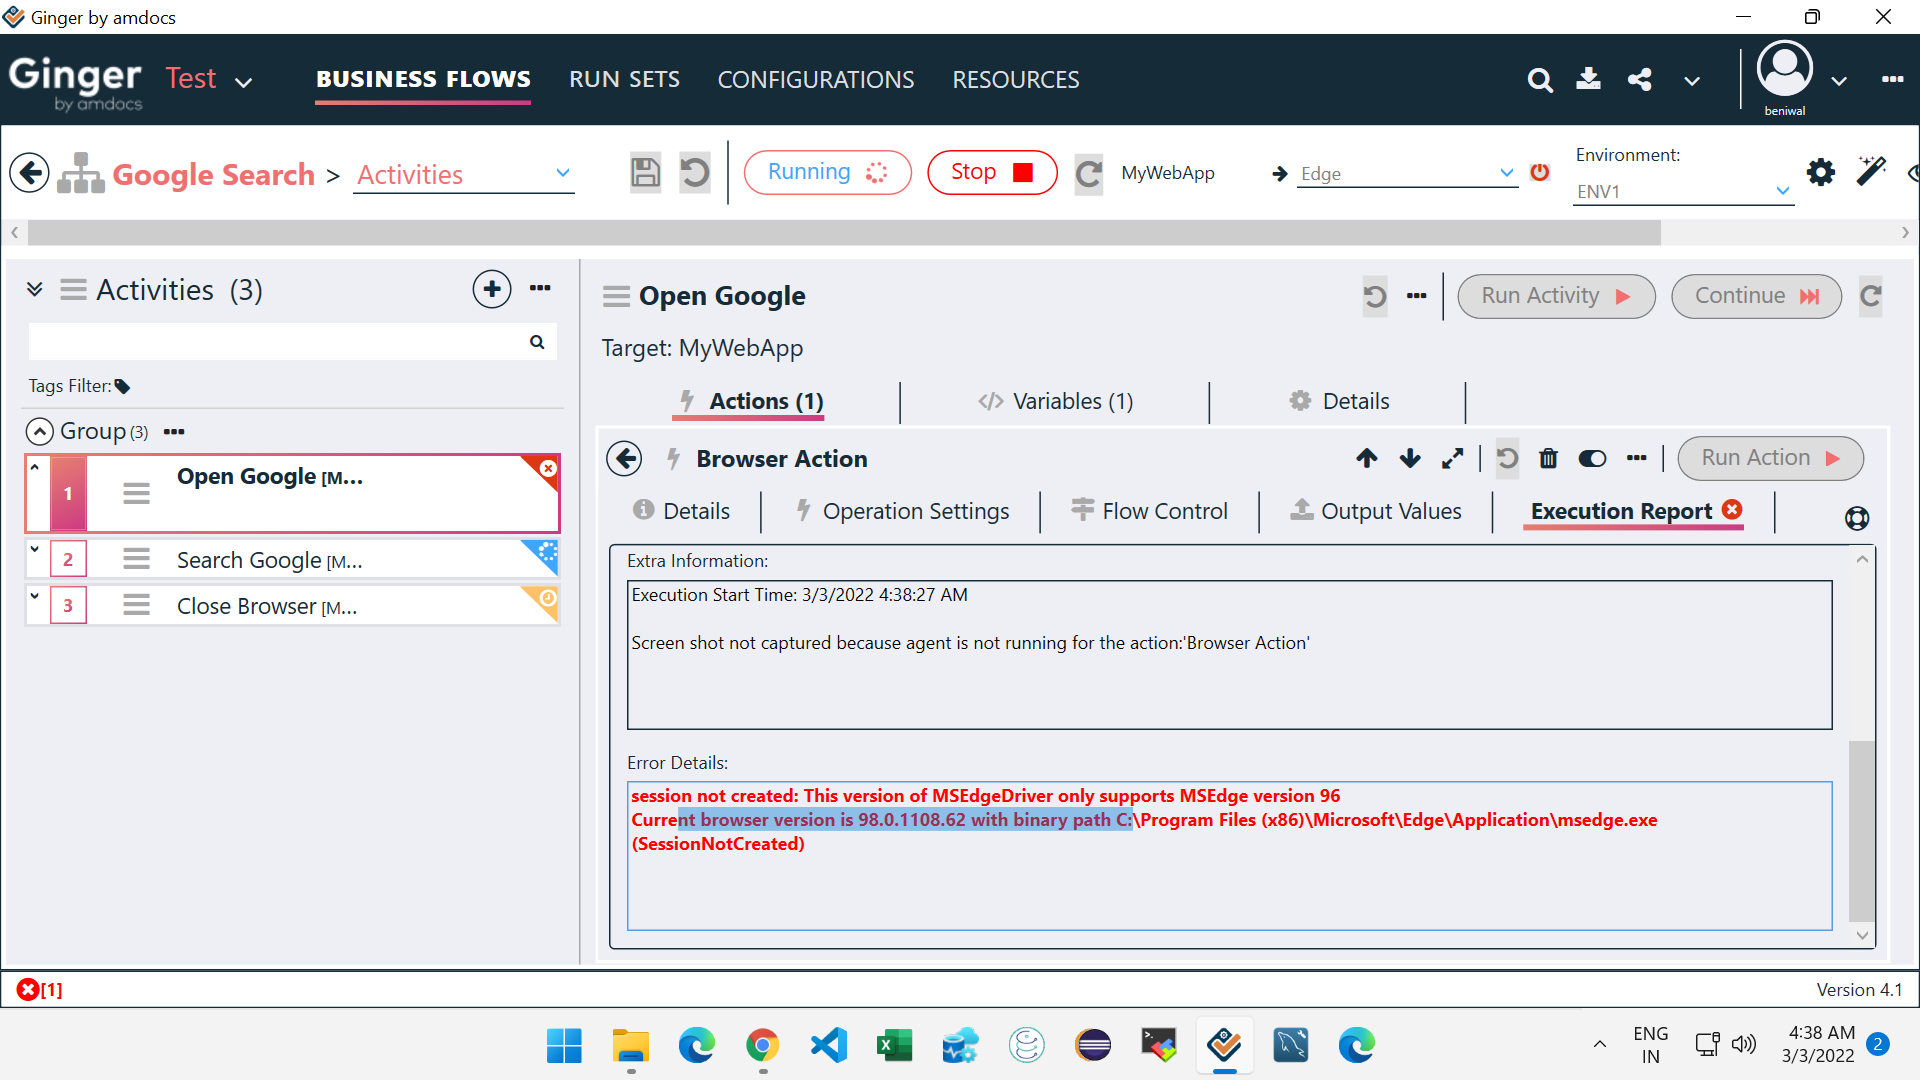 Ginger by amdocs
Ginger by amdocs Test BUSINESS FLOWS RUN SETS CONFIGURATIONS RESOURCES beniwal
Google Search > Activities Running Stop MyWebApp Edge Environment: ENV1
Activities (3)
Tags Filter:
Group (3)
1 Open Google [M...
2 Search Google [M...
3 Close Browser [M...
Open Google Run Activity Continue
Target: MyWebApp
Actions (1) </> Variables (1) Details
Browser Action Run Action
Details Operation Settings Flow Control Output Values Execution Report
Extra Information:
Execution Start Time: 3/3/2022 4:38:27 AM
Screen shot not captured because agent is not running for the action:'Browser Action'
Error Details:
session not created: This version of MSEdgeDriver only supports MSEdge version 96
Current browser version is 98.0.1108.62 with binary path C:\Program Files (x86)\Microsoft\Edge\Application\msedge.exe
(SessionNotCreated)
[1] Version 4.1
ENG
IN
4:38 AM
3/3/2022
2